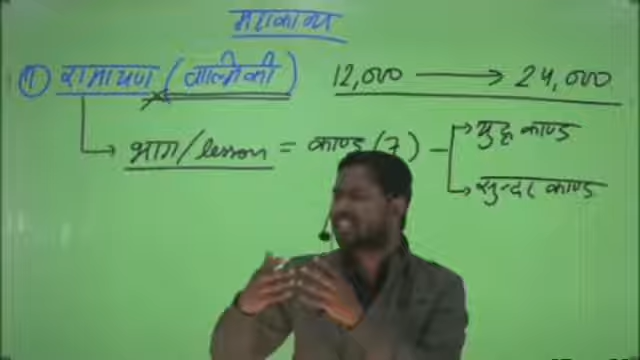 महाकाव्य
① रामायण (वाल्मिकी) 12,000 → 24,000
भाग/lesson = काण्ड (7)
युद्ध काण्ड
सुन्दर काण्ड